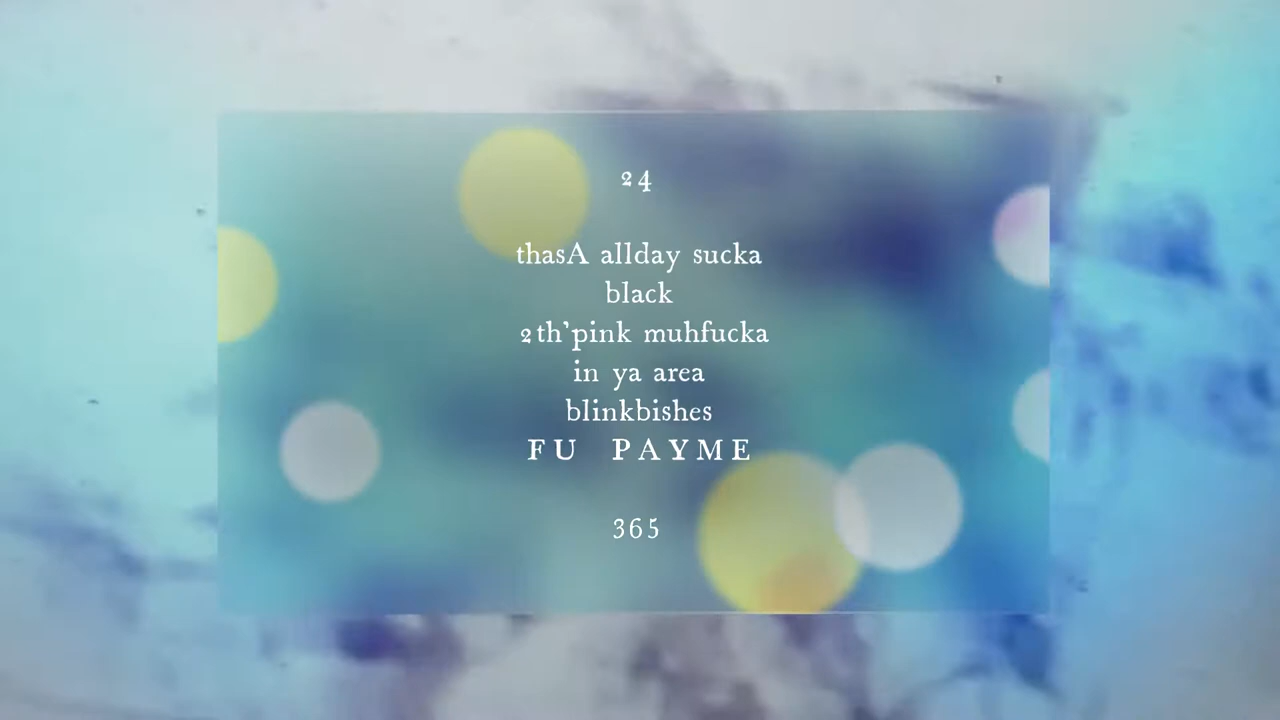 24
thasA allday sucka
black
2th'pink muhfucka
in ya area
blinkbishes
FU PAYME
365